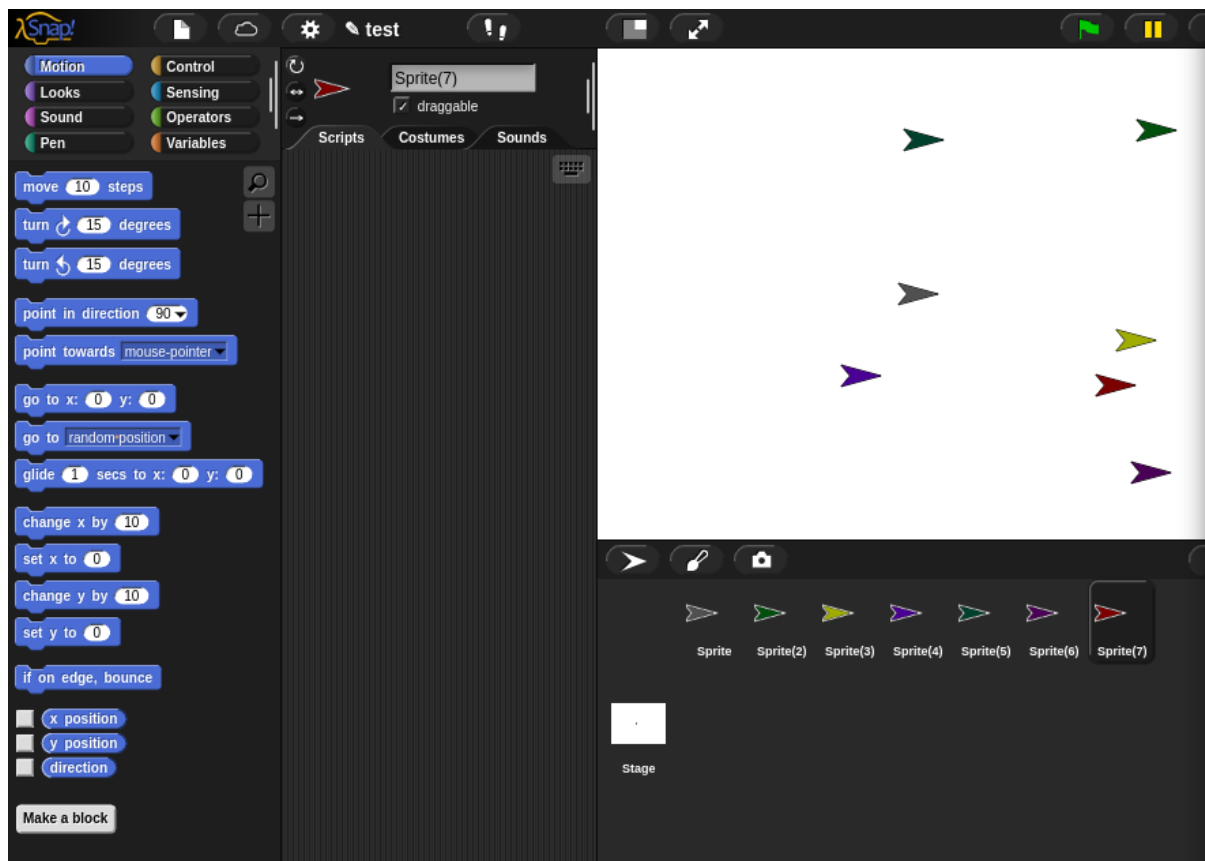 λSnap!
test
Motion
Control
Looks
Sensing
Sound
Operators
Pen
Variables
Sprite(7)
draggable
Scripts
Costumes
Sounds
move 10 steps
turn 15 degrees
turn 15 degrees
point in direction 90
point towards mouse-pointer
go to x: 0 y: 0
go to random position
glide 1 secs to x: 0 y: 0
change x by 10
set x to 0
change y by 10
set y to 0
if on edge, bounce
x position
y position
direction
Make a block
Sprite
Sprite(2)
Sprite(3)
Sprite(4)
Sprite(5)
Sprite(6)
Sprite(7)
Stage